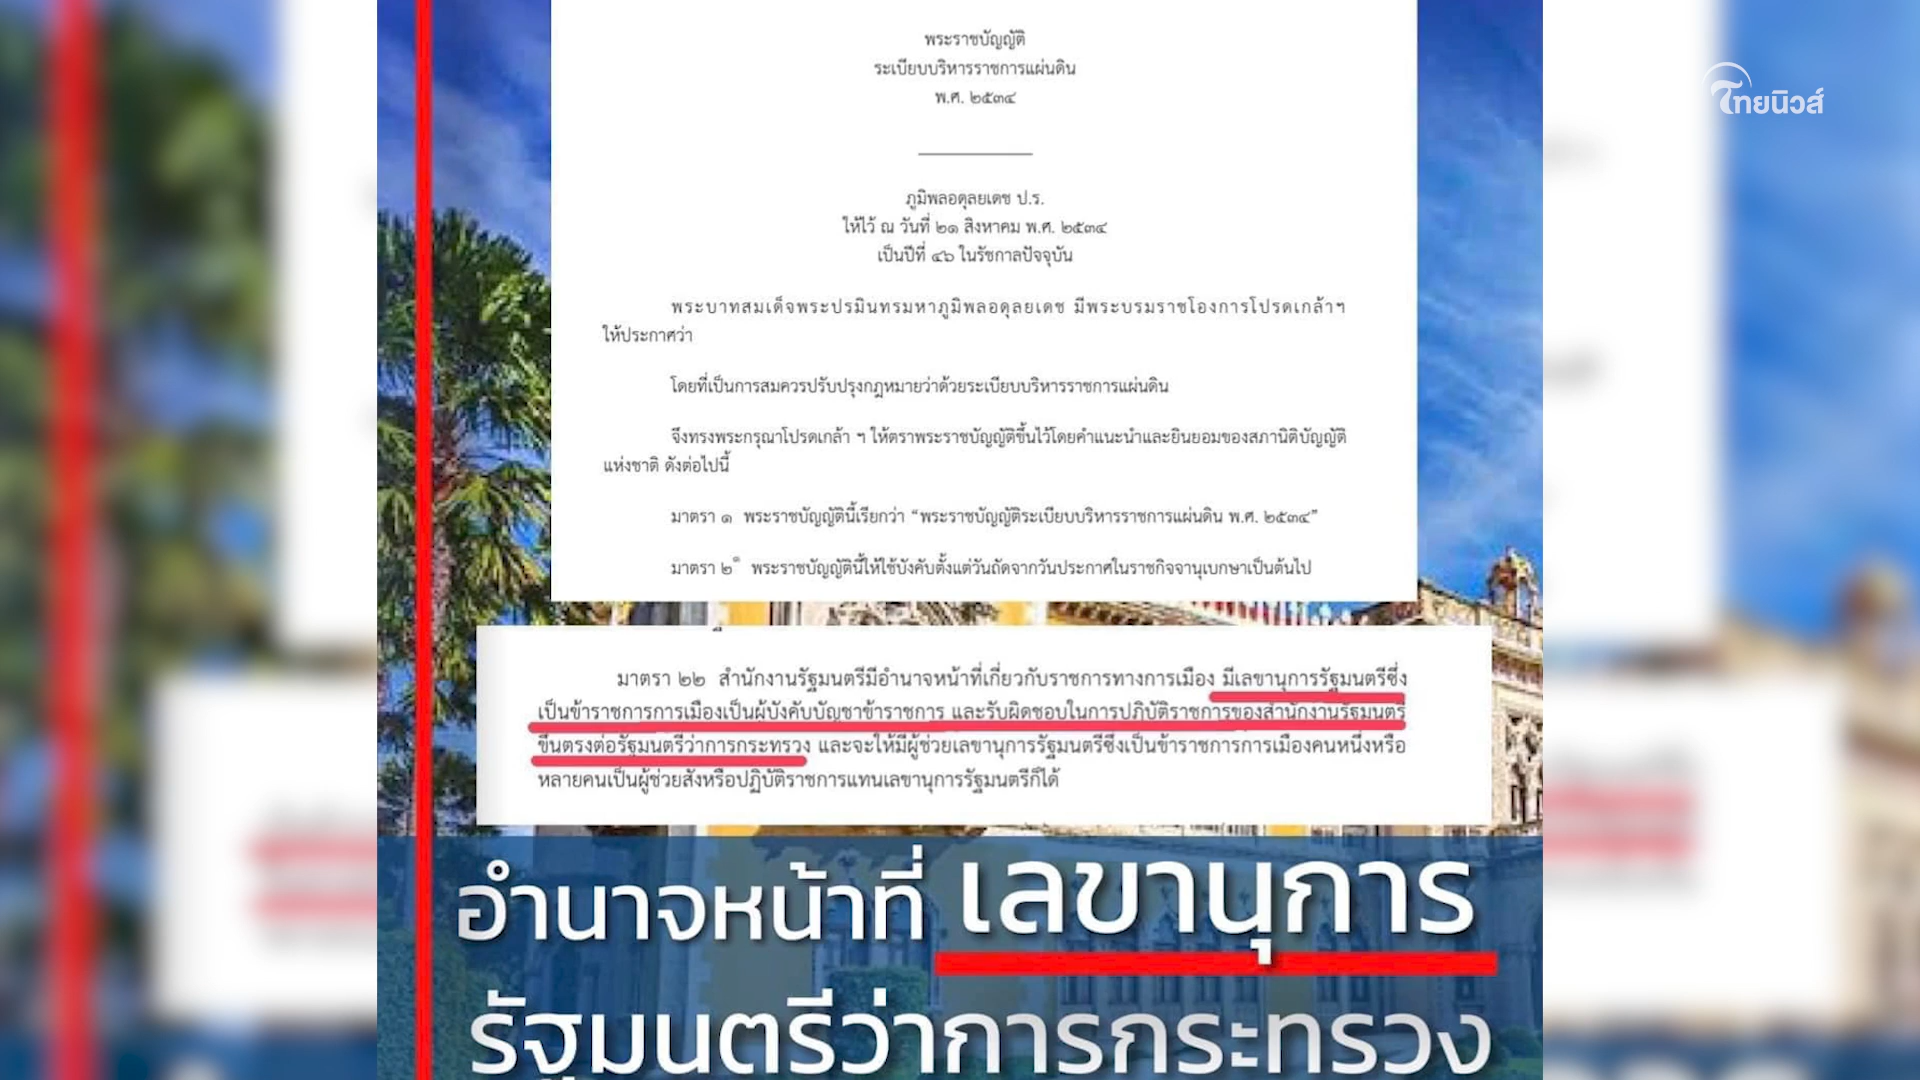 พระราชบัญญัติ
ระเบียบบริหารราชการแผ่นดิน
พ.ศ. ๒๕๓๔
ไทยนิวส์
ภูมิพลอดุลยเดช ป.ร.
ให้ไว้ ณ วันที่ ๒๑ สิงหาคม พ.ศ. ๒๕๓๔
เป็นปีที่ ๔๖ ในรัชกาลปัจจุบัน
พระบาทสมเด็จพระปรมินทรมหาภูมิพลอดุลยเดช มีพระบรมราชโองการโปรดเกล้าฯ
ให้ประกาศว่า
โดยที่เป็นการสมควรปรับปรุงกฎหมายว่าด้วยระเบียบบริหารราชการแผ่นดิน
จึงทรงพระกรุณาโปรดเกล้า ฯ ให้ตราพระราชบัญญัติขึ้นไว้โดยคำแนะนำและยินยอมของสภานิติบัญญัติ
แห่งชาติ ดังต่อไปนี้
มาตรา ๑ พระราชบัญญัตินี้เรียกว่า “พระราชบัญญัติระเบียบบริหารราชการแผ่นดิน พ.ศ. ๒๕๓๔”
มาตรา ๒๑ พระราชบัญญัตินี้ให้ใช้บังคับตั้งแต่วันถัดจากวันประกาศในราชกิจจานุเบกษาเป็นต้นไป
มาตรา ๒๒ สำนักงานรัฐมนตรีมีอำนาจหน้าที่เกี่ยวกับราชการทางการเมือง มีเลขานุการรัฐมนตรีซึ่ง
เป็นข้าราชการการเมืองเป็นผู้บังคับบัญชาข้าราชการ และรับผิดชอบในการปฏิบัติราชการของสำนักงานรัฐมนตรี
ขึ้นตรงต่อรัฐมนตรีว่าการกระทรวง และจะให้มีผู้ช่วยเลขานุการรัฐมนตรีซึ่งเป็นข้าราชการการเมืองคนหนึ่งหรือ
หลายคนเป็นผู้ช่วยสั่งหรือปฏิบัติราชการแทนเลขานุการรัฐมนตรีก็ได้
อำนาจหน้าที่ เลขานุการ
รัฐมนตรีว่าการกระทรวง